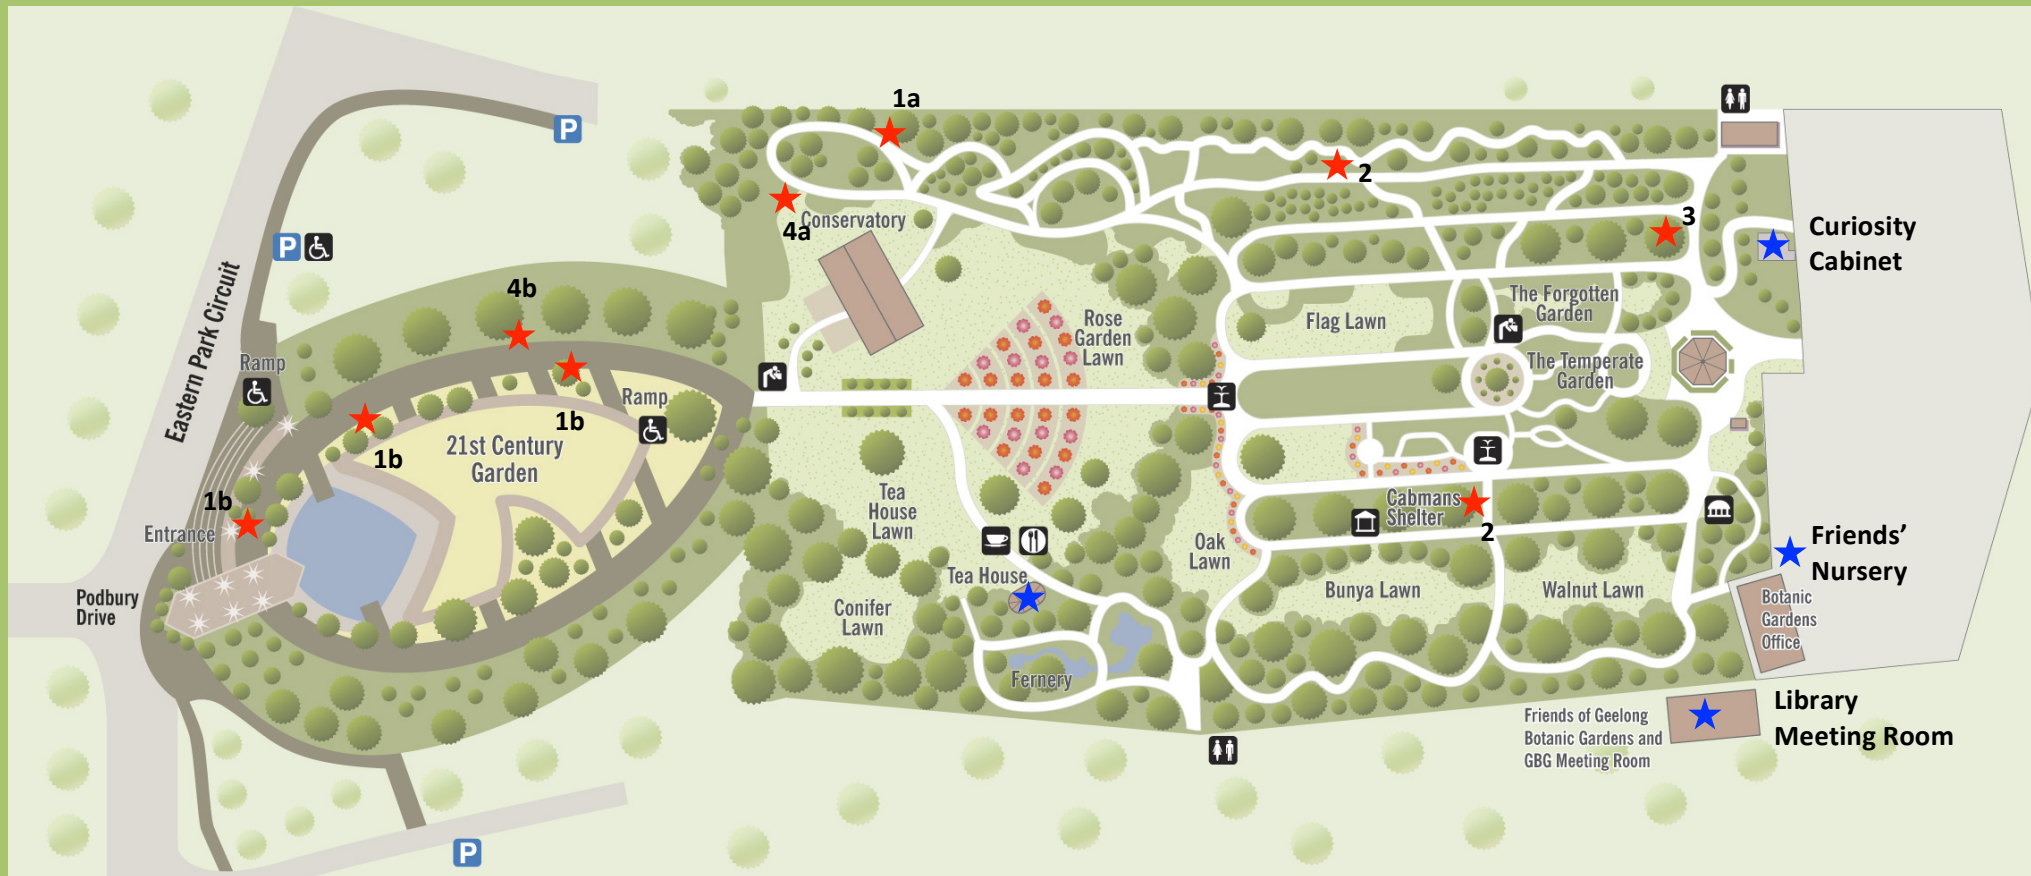 1a
P
2
3
Curiosity
Cabinet
4a
Conservatory
P
Eastern Park Circuit
4b
Ramp
1b
1b
Ramp
21st Century
Garden
1b
Entrance
Podbury
Drive
P
Rose
Garden
Lawn
Flag Lawn
The Forgotten
Garden
The Temperate
Garden
Tea
House
Lawn
Cabmans
Shelter
2
Oak
Lawn
Tea House
Conifer
Lawn
Fernery
Bunya Lawn
Walnut Lawn
Friends’
Nursery
Botanic
Gardens
Office
Friends of Geelong
Botanic Gardens and
GBG Meeting Room
Library
Meeting Room